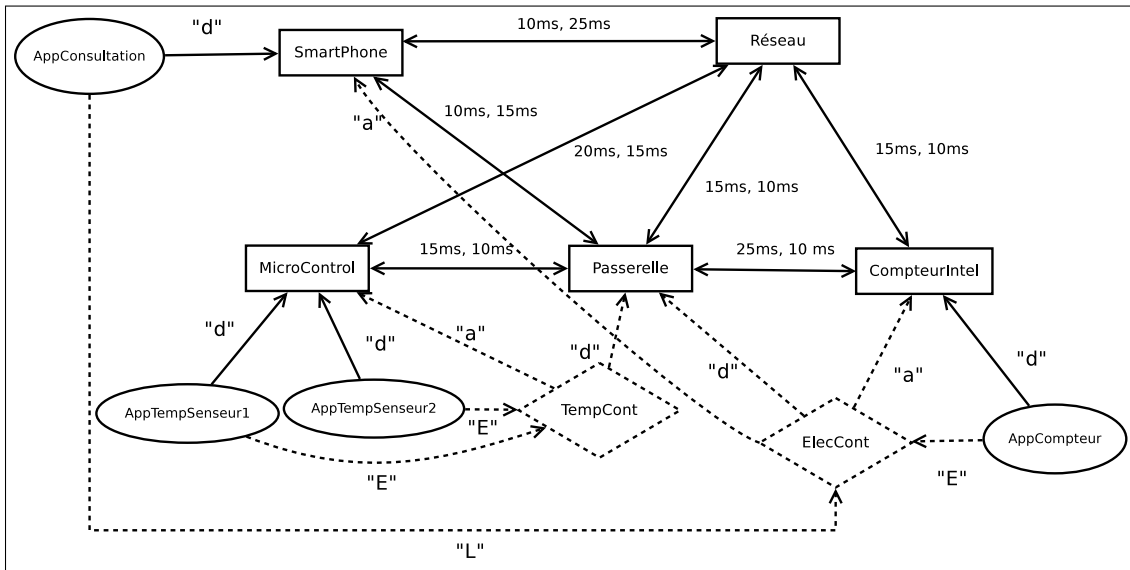 "d"
10ms, 25ms
AppConsultation
SmartPhone
Réseau
"a"
10ms, 15ms
20ms, 15ms
15ms, 10ms
15ms, 10ms
15ms, 10ms
25ms, 10 ms
MicroControl
Passerelle
CompteurIntel
"d"
"d"
"a"
"d"
"d"
"a"
"d"
AppTempSenseur1
AppTempSenseur2
TempCont
"E"
ElecCont
AppCompteur
"E"
"E"
"L"